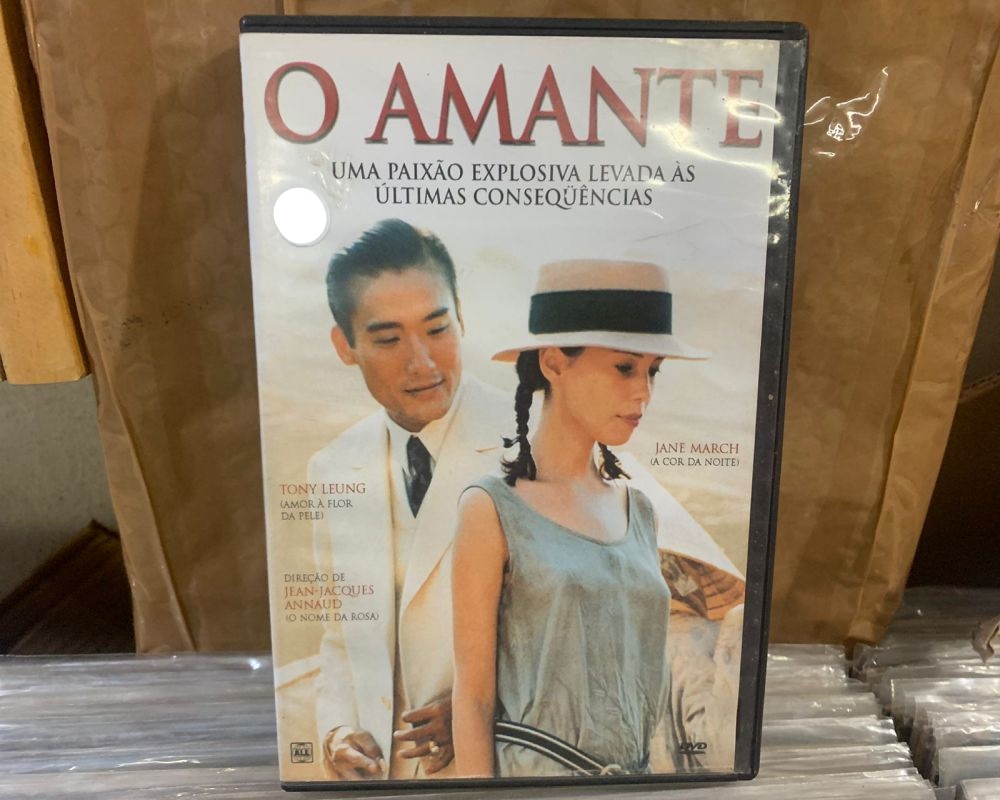 O AMANTE
UMA PAIXÃO EXPLOSIVA LEVADA ÀS
ÚLTIMAS CONSEQÜÊNCIAS
JANE MARCH
(A COR DA NOITE)
TONY LEUNG
(AMOR À FLOR
DA PELE)
DIREÇÃO DE
JEAN-JACQUES
ANNAUD
(O NOME DA ROSA)
DVD